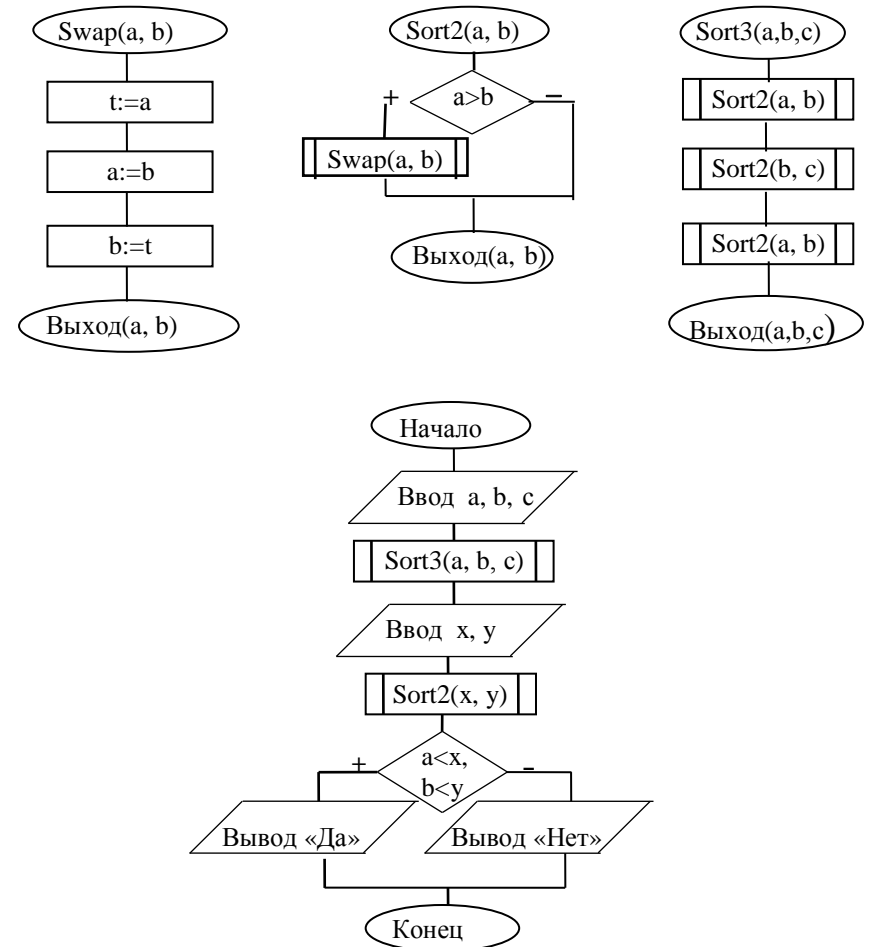 Swap(a, b)
t:=a
a:=b
b:=t
Выход(a, b)
Sort2(a, b)
a>b
+
–
Swap(a, b)
Выход(a, b)
Sort3(a,b,c)
Sort2(a, b)
Sort2(b, c)
Sort2(a, b)
Выход(a,b,c)
Начало
Ввод a, b, c
Sort3(a, b, c)
Ввод x, y
Sort2(x, y)
a<x,
b<y
+
-
Вывод «Да»
Вывод «Нет»
Конец